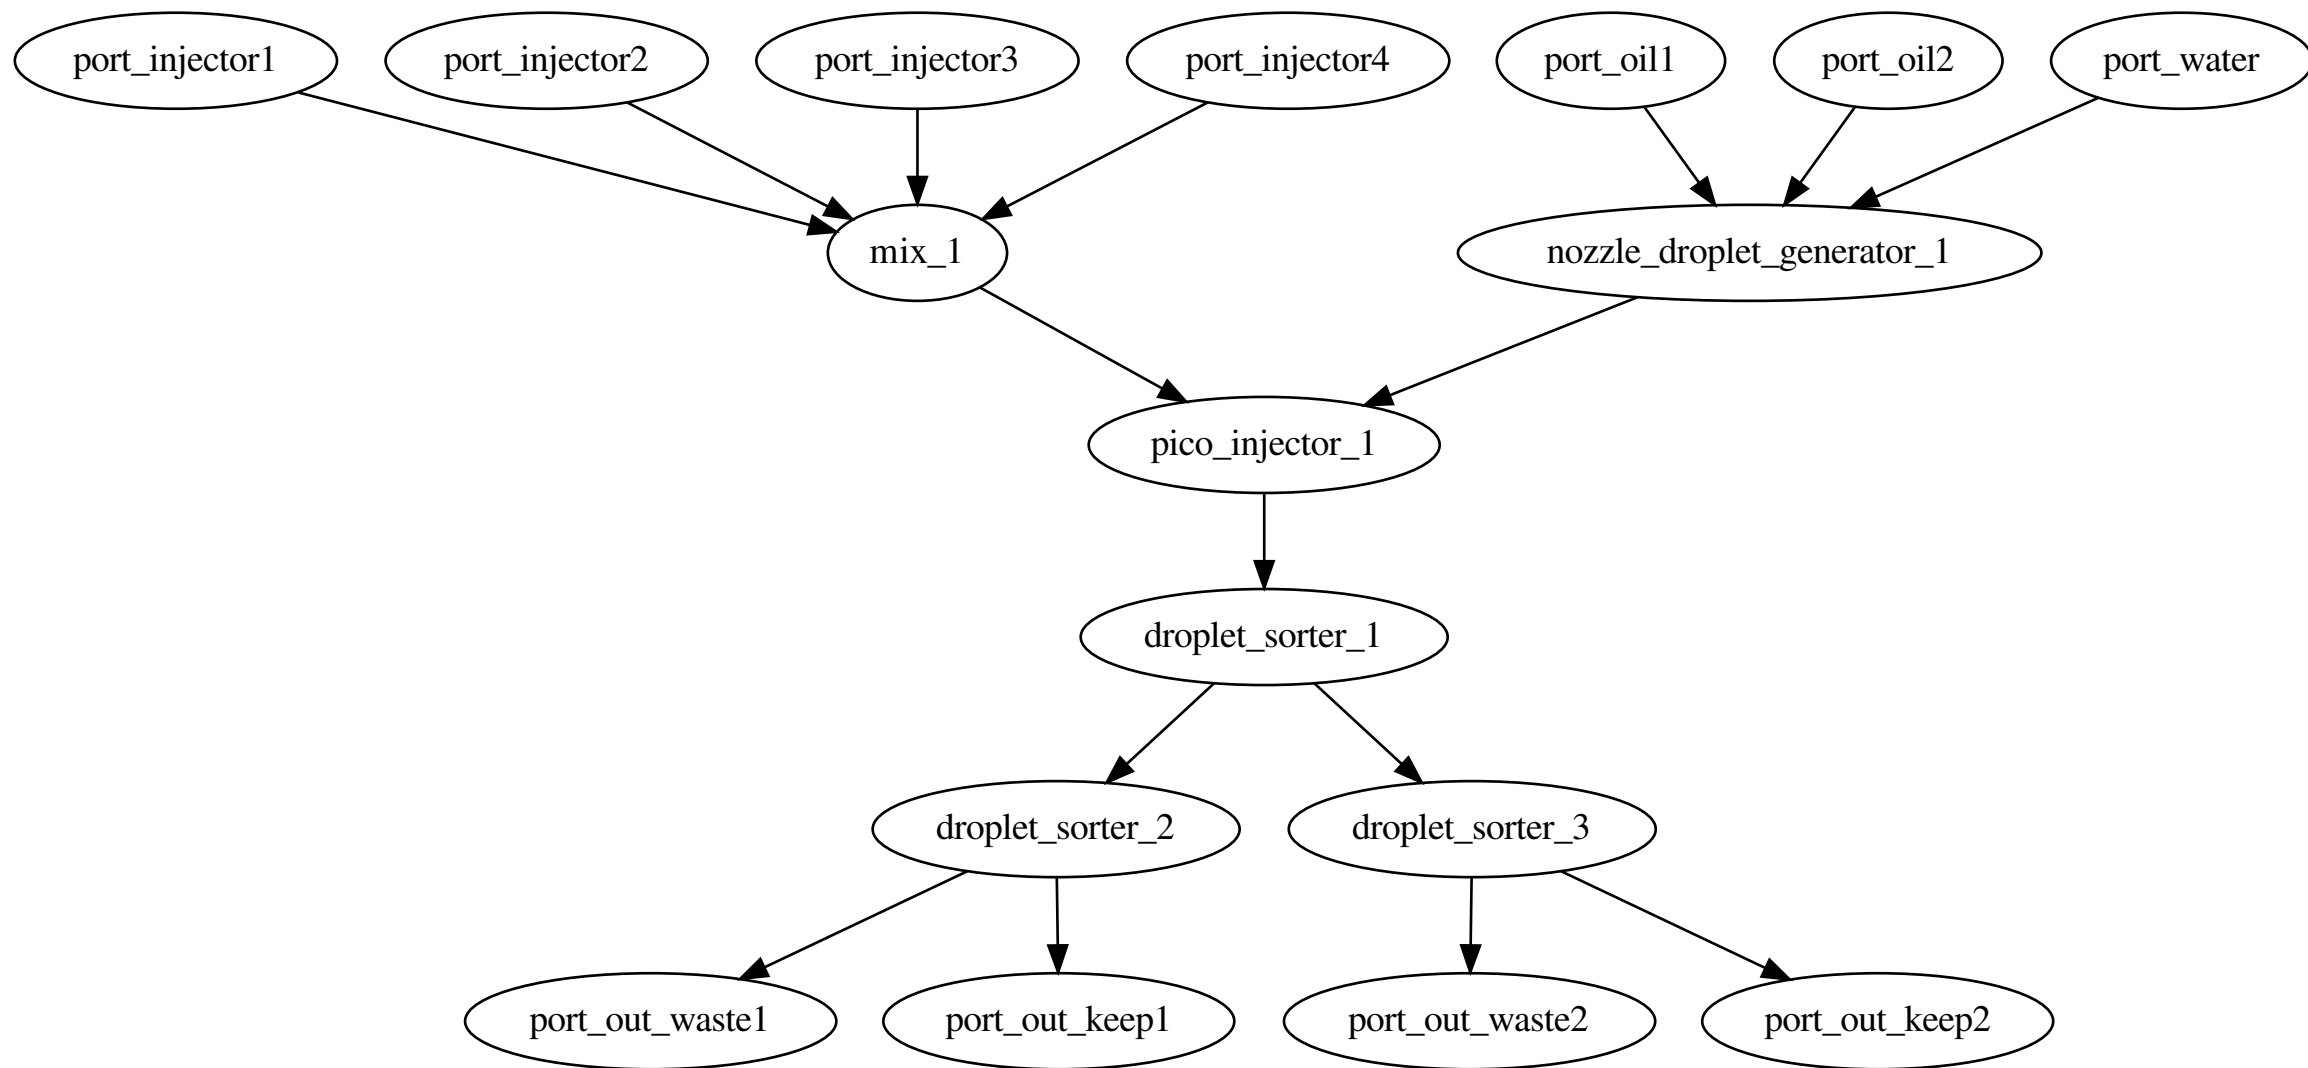 port_injector1
port_injector2
port_injector3
port_injector4
port_oil1
port_oil2
port_water
mix_1
nozzle_droplet_generator_1
pico_injector_1
droplet_sorter_1
droplet_sorter_2
droplet_sorter_3
port_out_waste1
port_out_keep1
port_out_waste2
port_out_keep2